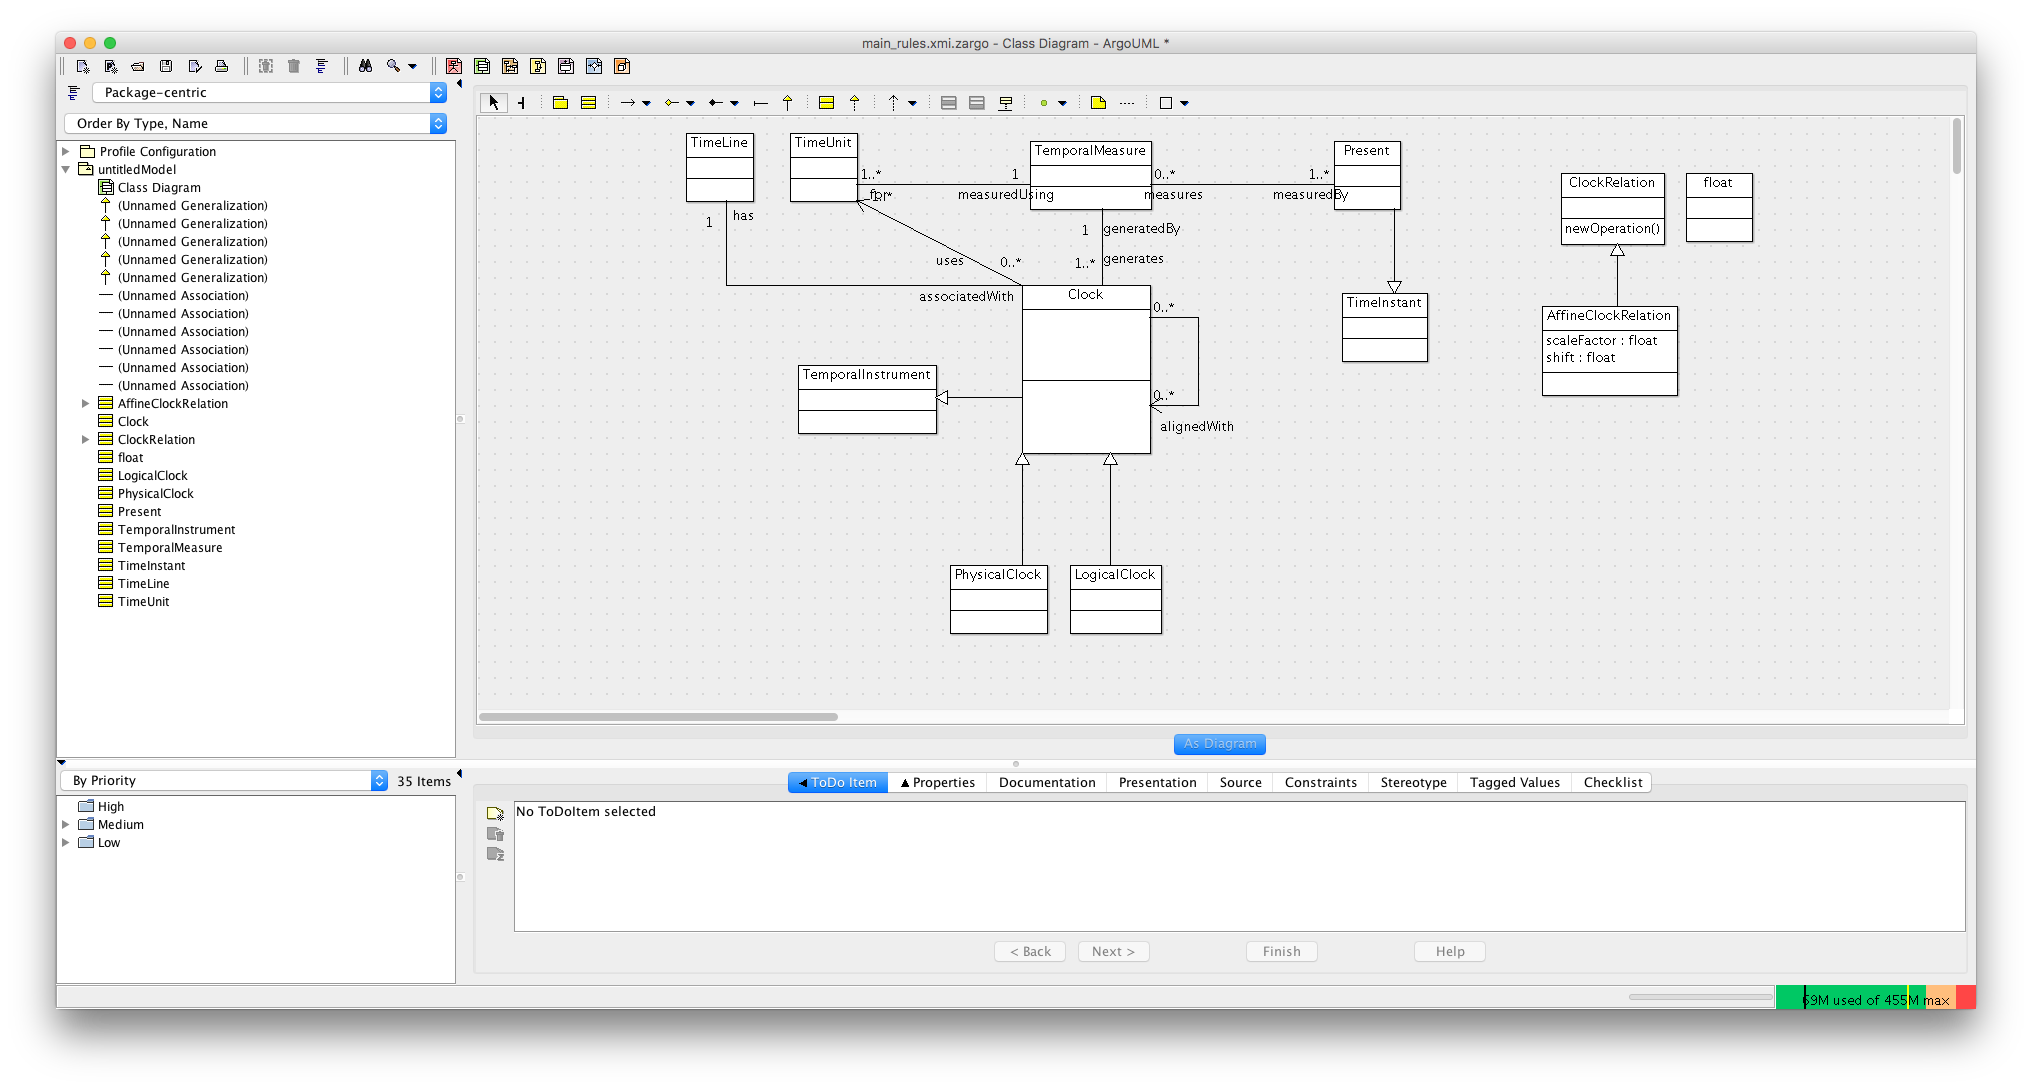 main_rules.xmi.zargo - Class Diagram - ArgoUML *
Package-centric
Order By Type, Name
Profile Configuration
untitledModel
Class Diagram
(Unnamed Generalization)
(Unnamed Generalization)
(Unnamed Generalization)
(Unnamed Generalization)
(Unnamed Generalization)
(Unnamed Association)
(Unnamed Association)
(Unnamed Association)
(Unnamed Association)
(Unnamed Association)
(Unnamed Association)
AffineClockRelation
Clock
ClockRelation
float
LogicalClock
PhysicalClock
Present
TemporalInstrument
TemporalMeasure
TimeInstant
TimeLine
TimeUnit
TimeLine
TimeUnit
TemporalMeasure
Present
1..*
1
0..*
1..*
measuredUsing
measures
measuredBy
ClockRelation
newOperation()
float
1
has
1
generatedBy
uses
0..*
1..*
generates
associatedWith
Clock
0..*
TimeInstant
AffineClockRelation
scaleFactor : float
shift : float
TemporalInstrument
0..*
alignedWith
PhysicalClock
LogicalClock
As Diagram
By Priority
35 Items
High
Medium
Low
ToDo Item
Properties
Documentation
Presentation
Source
Constraints
Stereotype
Tagged Values
Checklist
No ToDoItem selected
< Back
Next >
Finish
Help
69M used of 455M max